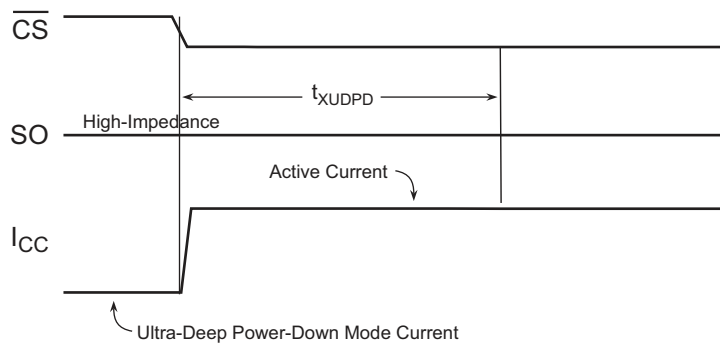 CS
tXUDPD
High-Impedance
SO
Active Current
ICC
Ultra-Deep Power-Down Mode Current